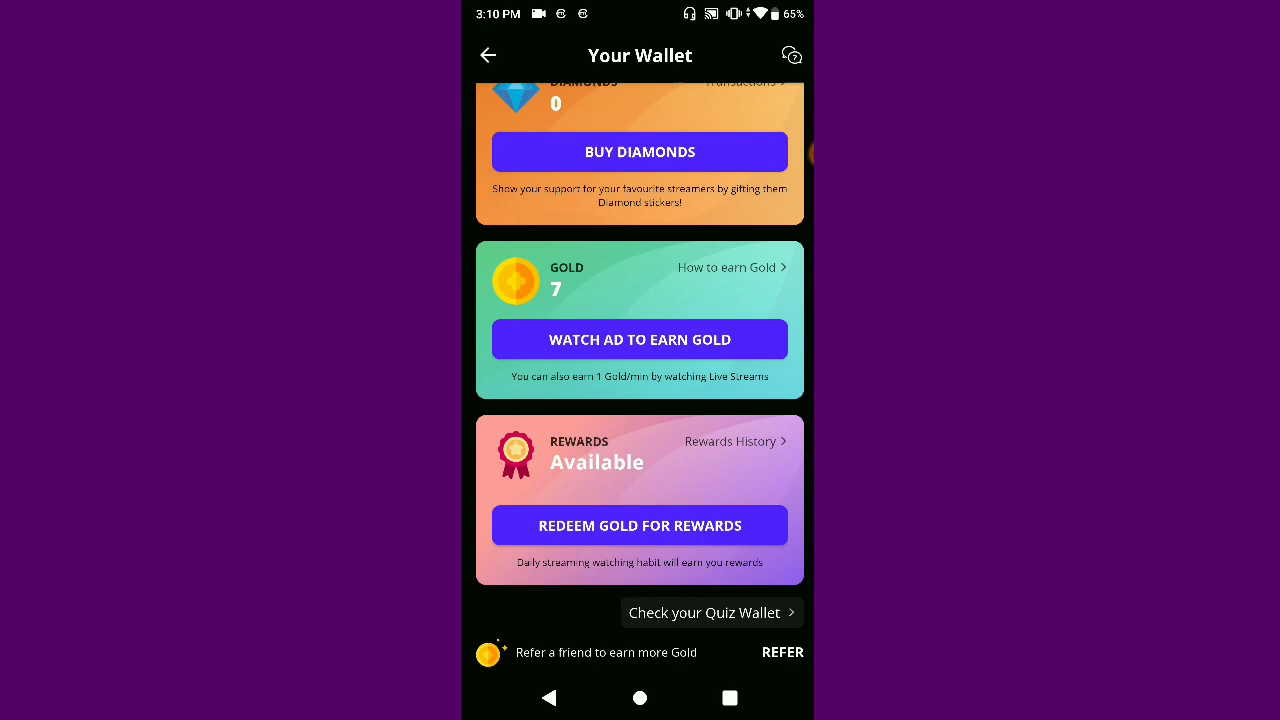 3:10 PM
65%
Your Wallet
DIAMONDS
Transactions
0
BUY DIAMONDS
Show your support for your favourite streamers by gifting them
Diamond stickers!
GOLD
How to earn Gold
7
WATCH AD TO EARN GOLD
You can also earn 1 Gold/min by watching Live Streams
REWARDS
Rewards History
Available
REDEEM GOLD FOR REWARDS
Daily streaming watching habit will earn you rewards
Check your Quiz Wallet
Refer a friend to earn more Gold
REFER